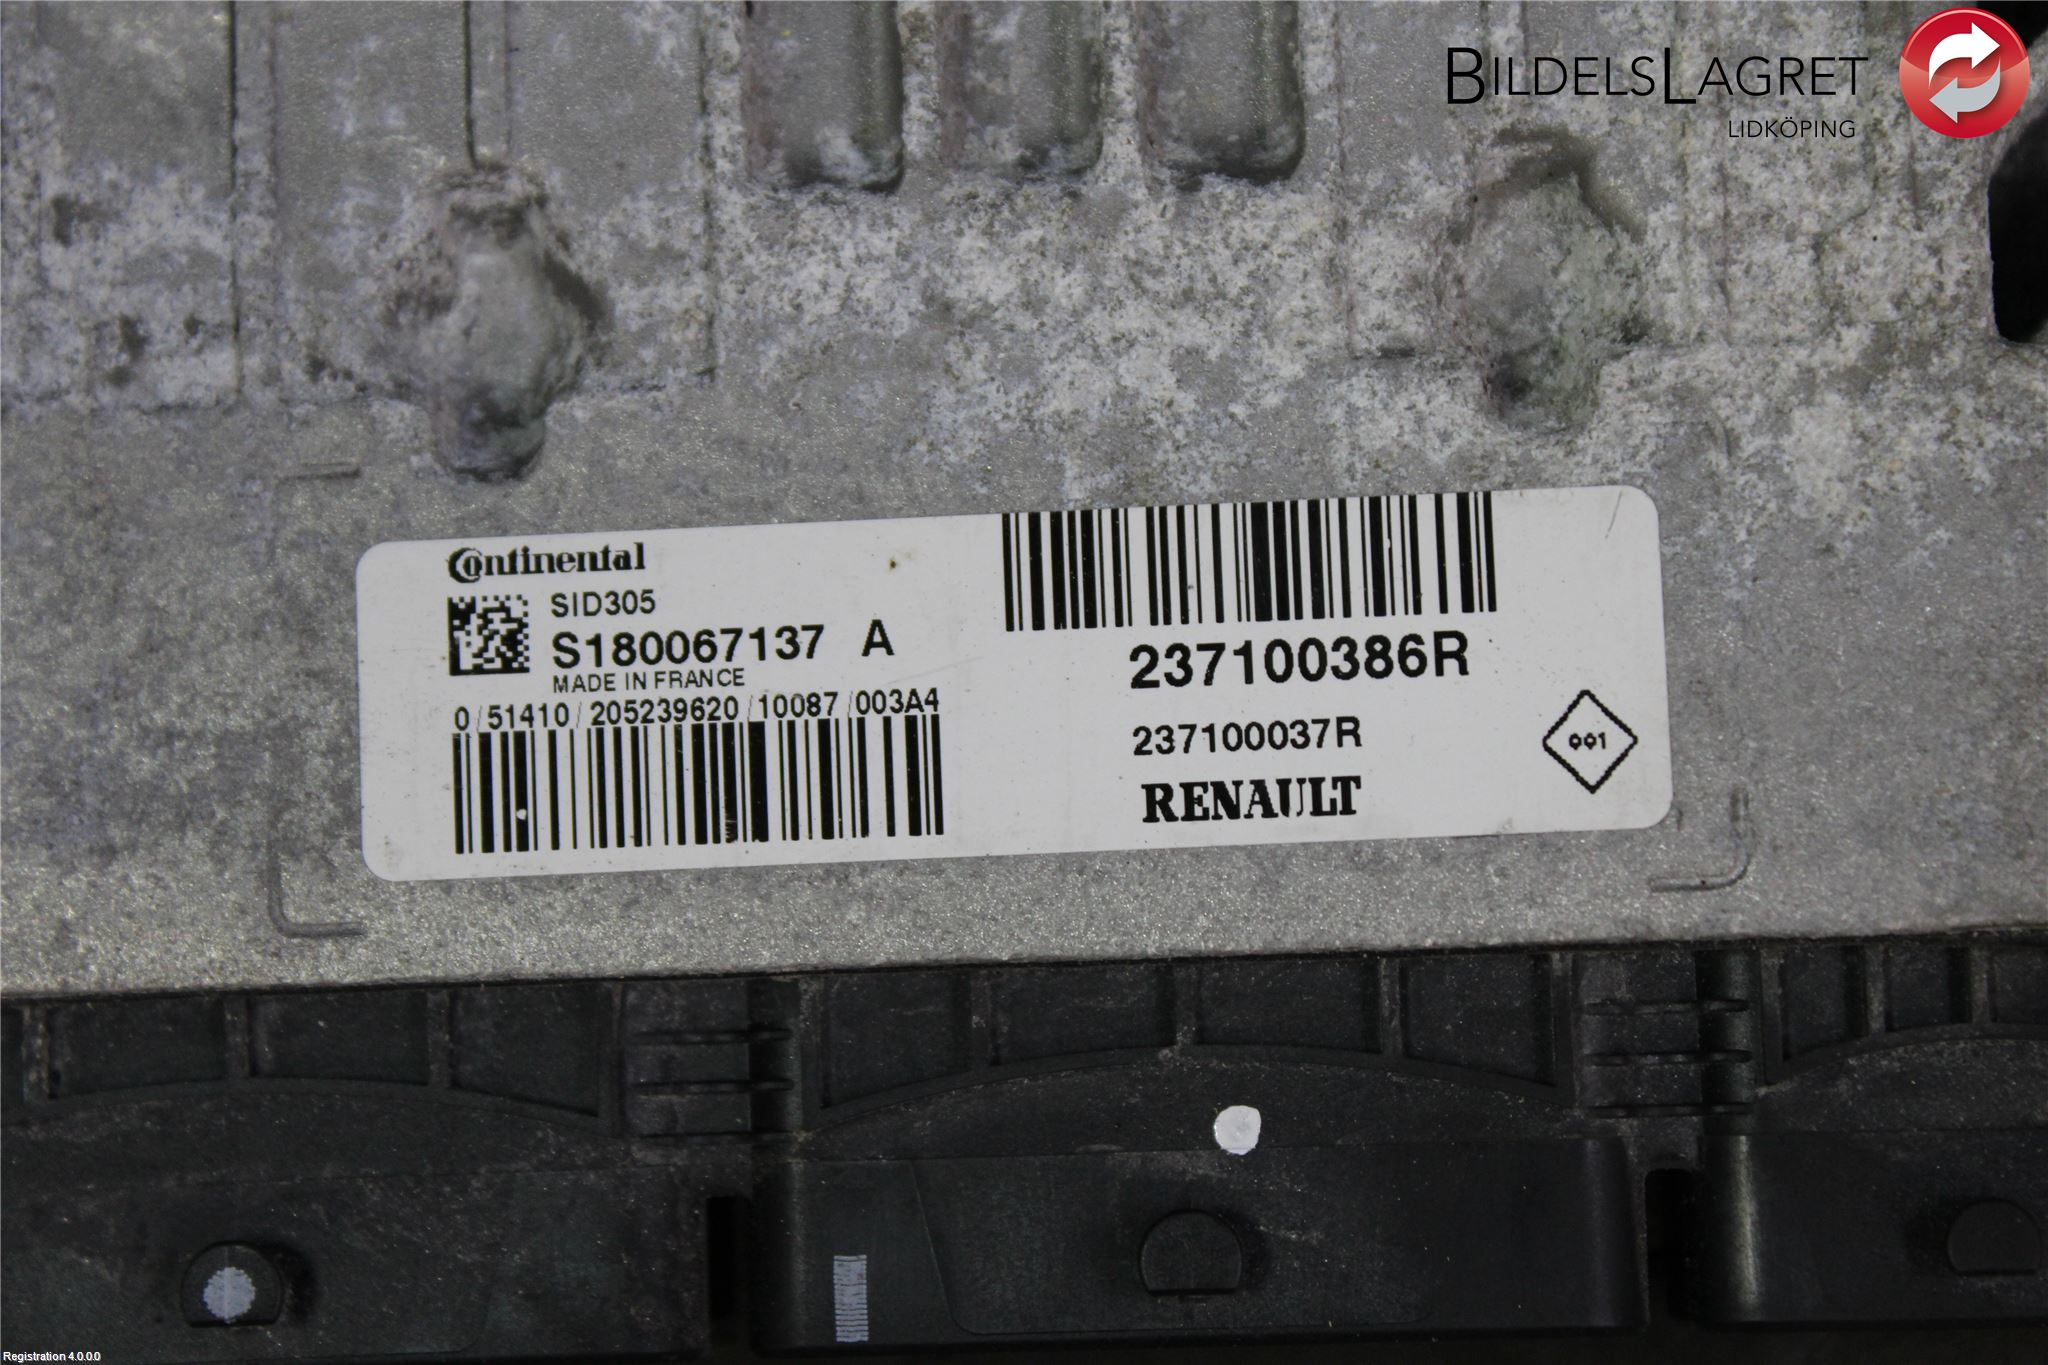 BILDELSLAGRET
LIDKÖPING
Continental
SID305
S180067137 A
MADE IN FRANCE
0/51410/205239620/10087/003A4
237100386R
237100037R
RENAULT
001
Registration 4.0.0.0